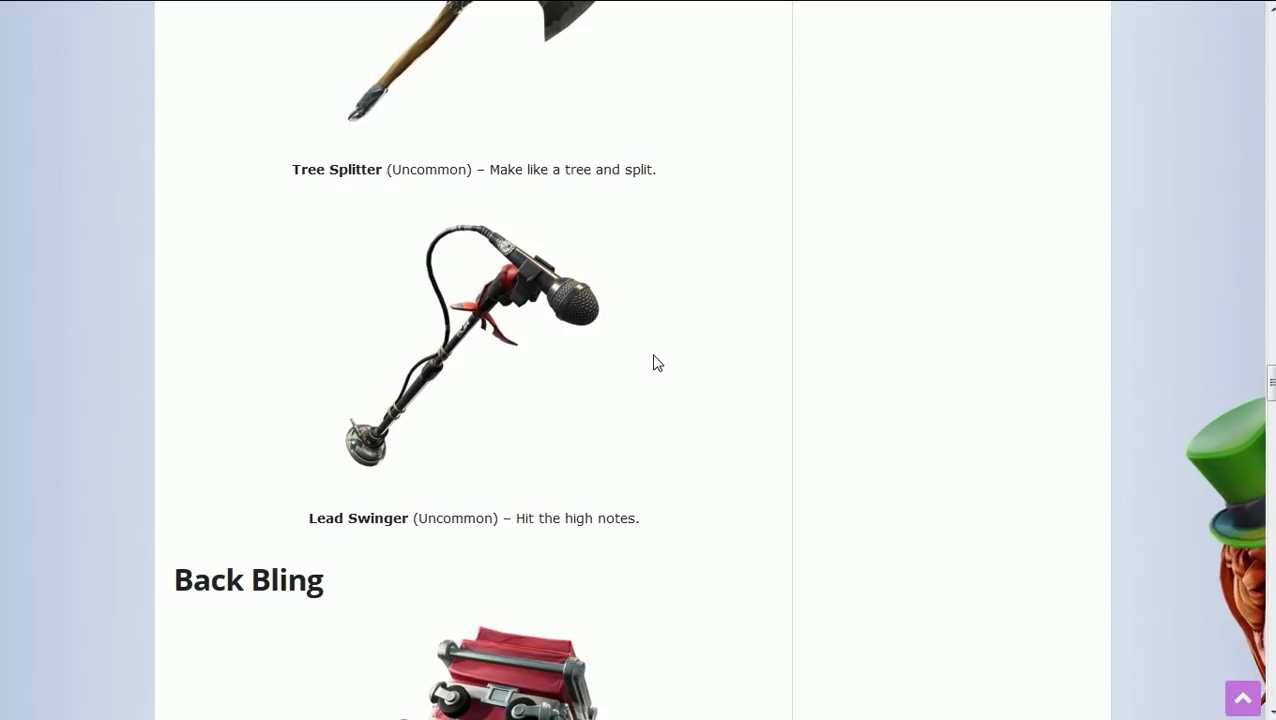 Tree Splitter (Uncommon) – Make like a tree and split.
Lead Swinger (Uncommon) – Hit the high notes.
Back Bling